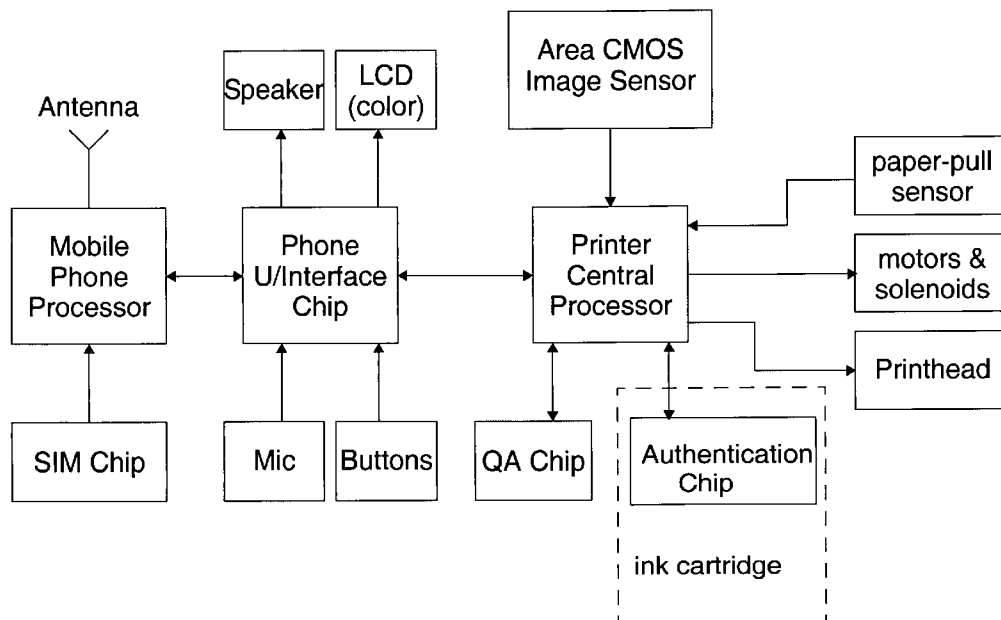 Antenna
Speaker
LCD
(color)
Area CMOS
Image Sensor
paper-pull
sensor
Mobile
Phone
Processor
Phone
U/Interface
Chip
Printer
Central
Processor
motors &
solenoids
Printhead
SIM Chip
Mic
Buttons
QA Chip
Authentication
Chip
ink cartridge